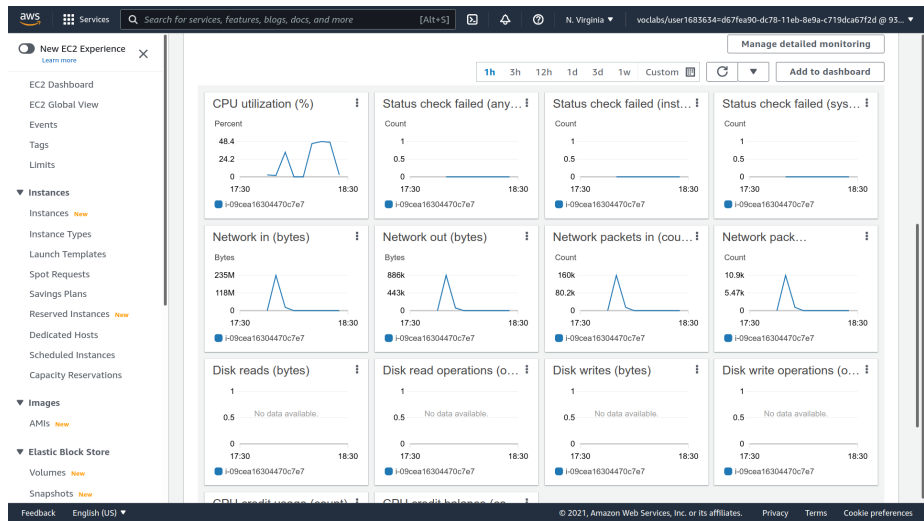 aws
Services
Search for services, features, blogs, docs, and more
[Alt+S]
N. Virginia ▼
voclabs/user1683634=d67fea90-dc78-11eb-8e9a-c719dca67f2d @ 93... ▼
New EC2 Experience
Learn more
EC2 Dashboard
EC2 Global View
Events
Tags
Limits
Instances
Instances New
Instance Types
Launch Templates
Spot Requests
Savings Plans
Reserved Instances New
Dedicated Hosts
Scheduled Instances
Capacity Reservations
Images
AMIs New
Elastic Block Store
Volumes New
Snapshots New
Manage detailed monitoring
1h 3h 12h 1d 3d 1w Custom
Add to dashboard
CPU utilization (%)
Percent
48.4
24.2
0
17:30 18:30
i-09cea16304470c7e7
Status check failed (any...
Count
1
0.5
0
17:30 18:30
i-09cea16304470c7e7
Status check failed (inst...
Count
1
0.5
0
17:30 18:30
i-09cea16304470c7e7
Status check failed (sys...
Count
1
0.5
0
17:30 18:30
i-09cea16304470c7e7
Network in (bytes)
Bytes
235M
118M
0
17:30 18:30
i-09cea16304470c7e7
Network out (bytes)
Bytes
886k
443k
0
17:30 18:30
i-09cea16304470c7e7
Network packets in (cou...
Count
160k
80.2k
0
17:30 18:30
i-09cea16304470c7e7
Network pack...
Count
10.9k
5.47k
0
17:30 18:30
i-09cea16304470c7e7
Disk reads (bytes)
1
0.5
No data available.
0
17:30 18:30
i-09cea16304470c7e7
Disk read operations (o...
1
0.5
No data available.
0
17:30 18:30
i-09cea16304470c7e7
Disk writes (bytes)
1
0.5
No data available.
0
17:30 18:30
i-09cea16304470c7e7
Disk write operations (o...
1
0.5
No data available.
0
17:30 18:30
i-09cea16304470c7e7
CPU credit usage (count)
CPU credit balance (co...
Feedback
English (US) ▼
© 2021, Amazon Web Services, Inc. or its affiliates.
Privacy
Terms
Cookie preferences